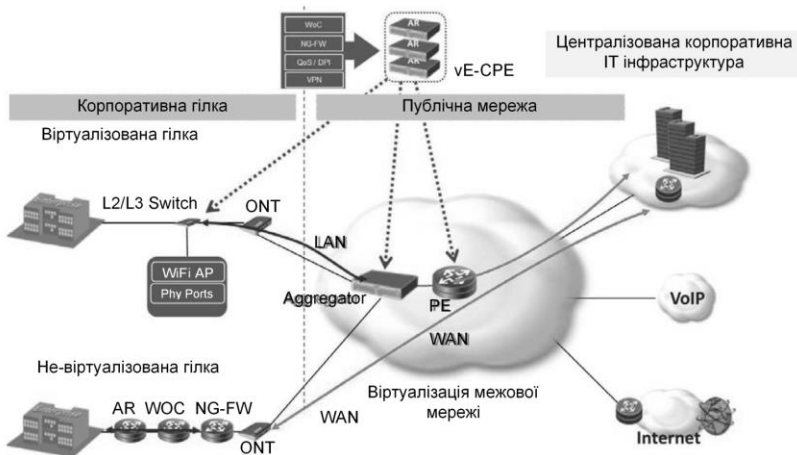 WoC
NG-FW
QoS / DPI
VPN
AR
AR
AR
vE-CPE
Централізована корпоративна
ІТ інфраструктура
Корпоративна гілка
Публічна мережа
Віртуалізована гілка
L2/L3 Switch
ONT
LAN
WiFi AP
Phy Ports
Aggregator
PE
VoIP
WAN
Не-віртуалізована гілка
Віртуалізація межової
мережі
AR
WOC
NG-FW
ONT
WAN
Internet